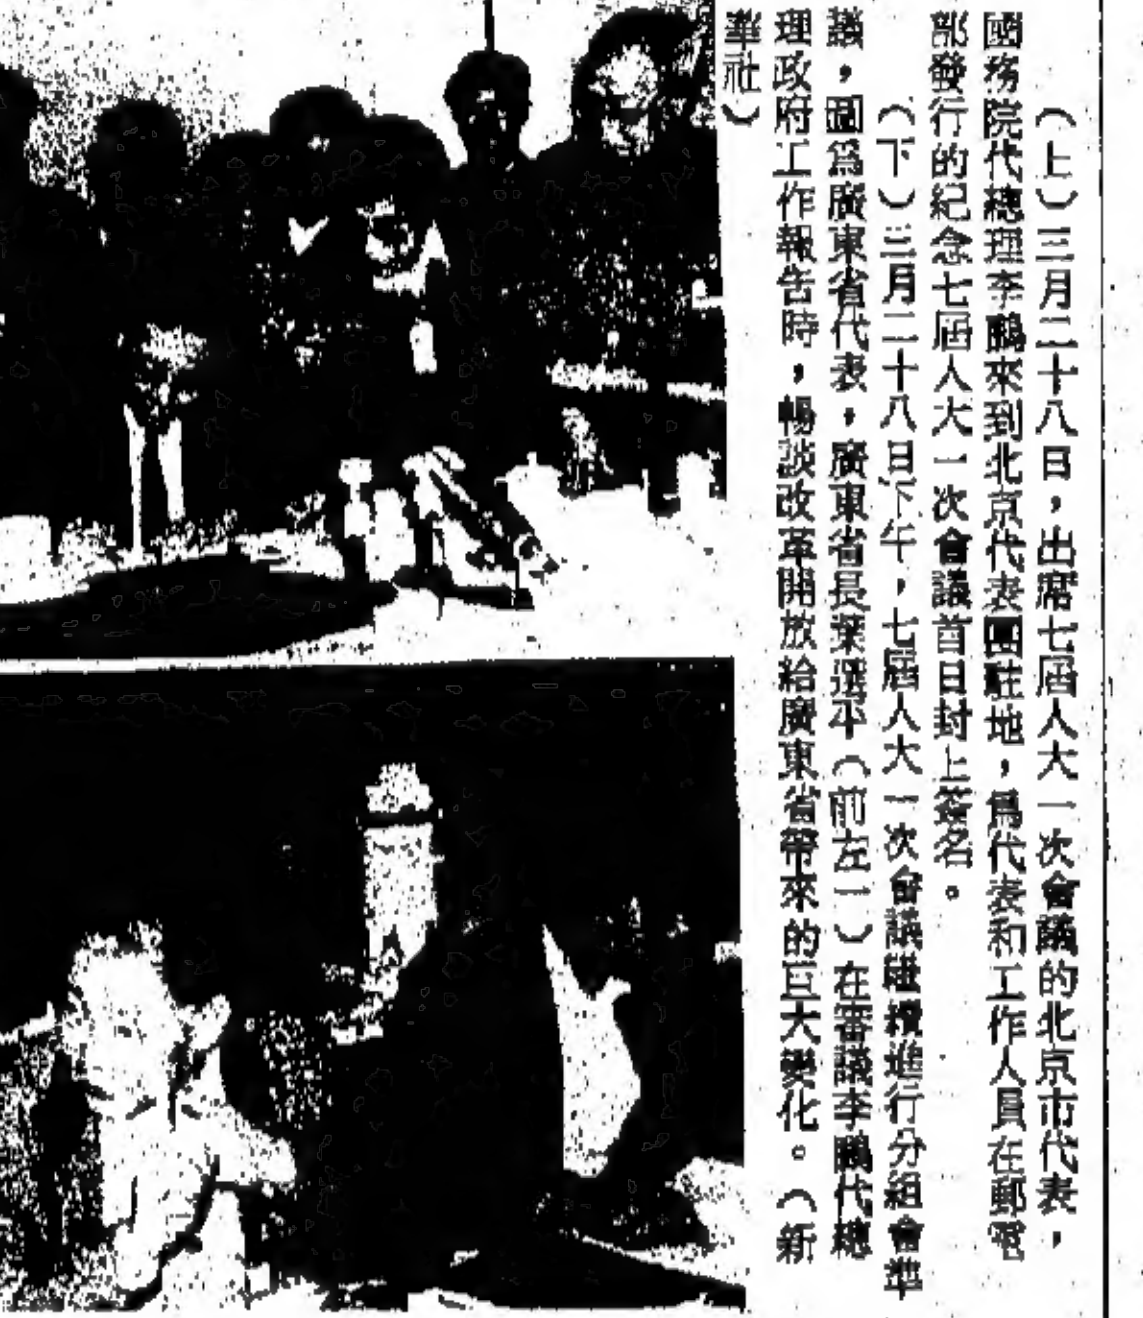 （上）三月二十八日，出席七屆人大一次會議的北京市代表，
國務院代總理李鵬來到北京代表團駐地，爲代表和工作人員在郵電
部發行的紀念七屆人大一次會議首日封上簽名。
（下）三月二十八日下午，七屆人大一次會議繼續進行分組會準
議，圖爲廣東省代表，廣東省長葉選平（前左一）在審議李鵬代總
理政府工作報告時，暢談改革開放給廣東省帶來的巨大變化。（新
華社）